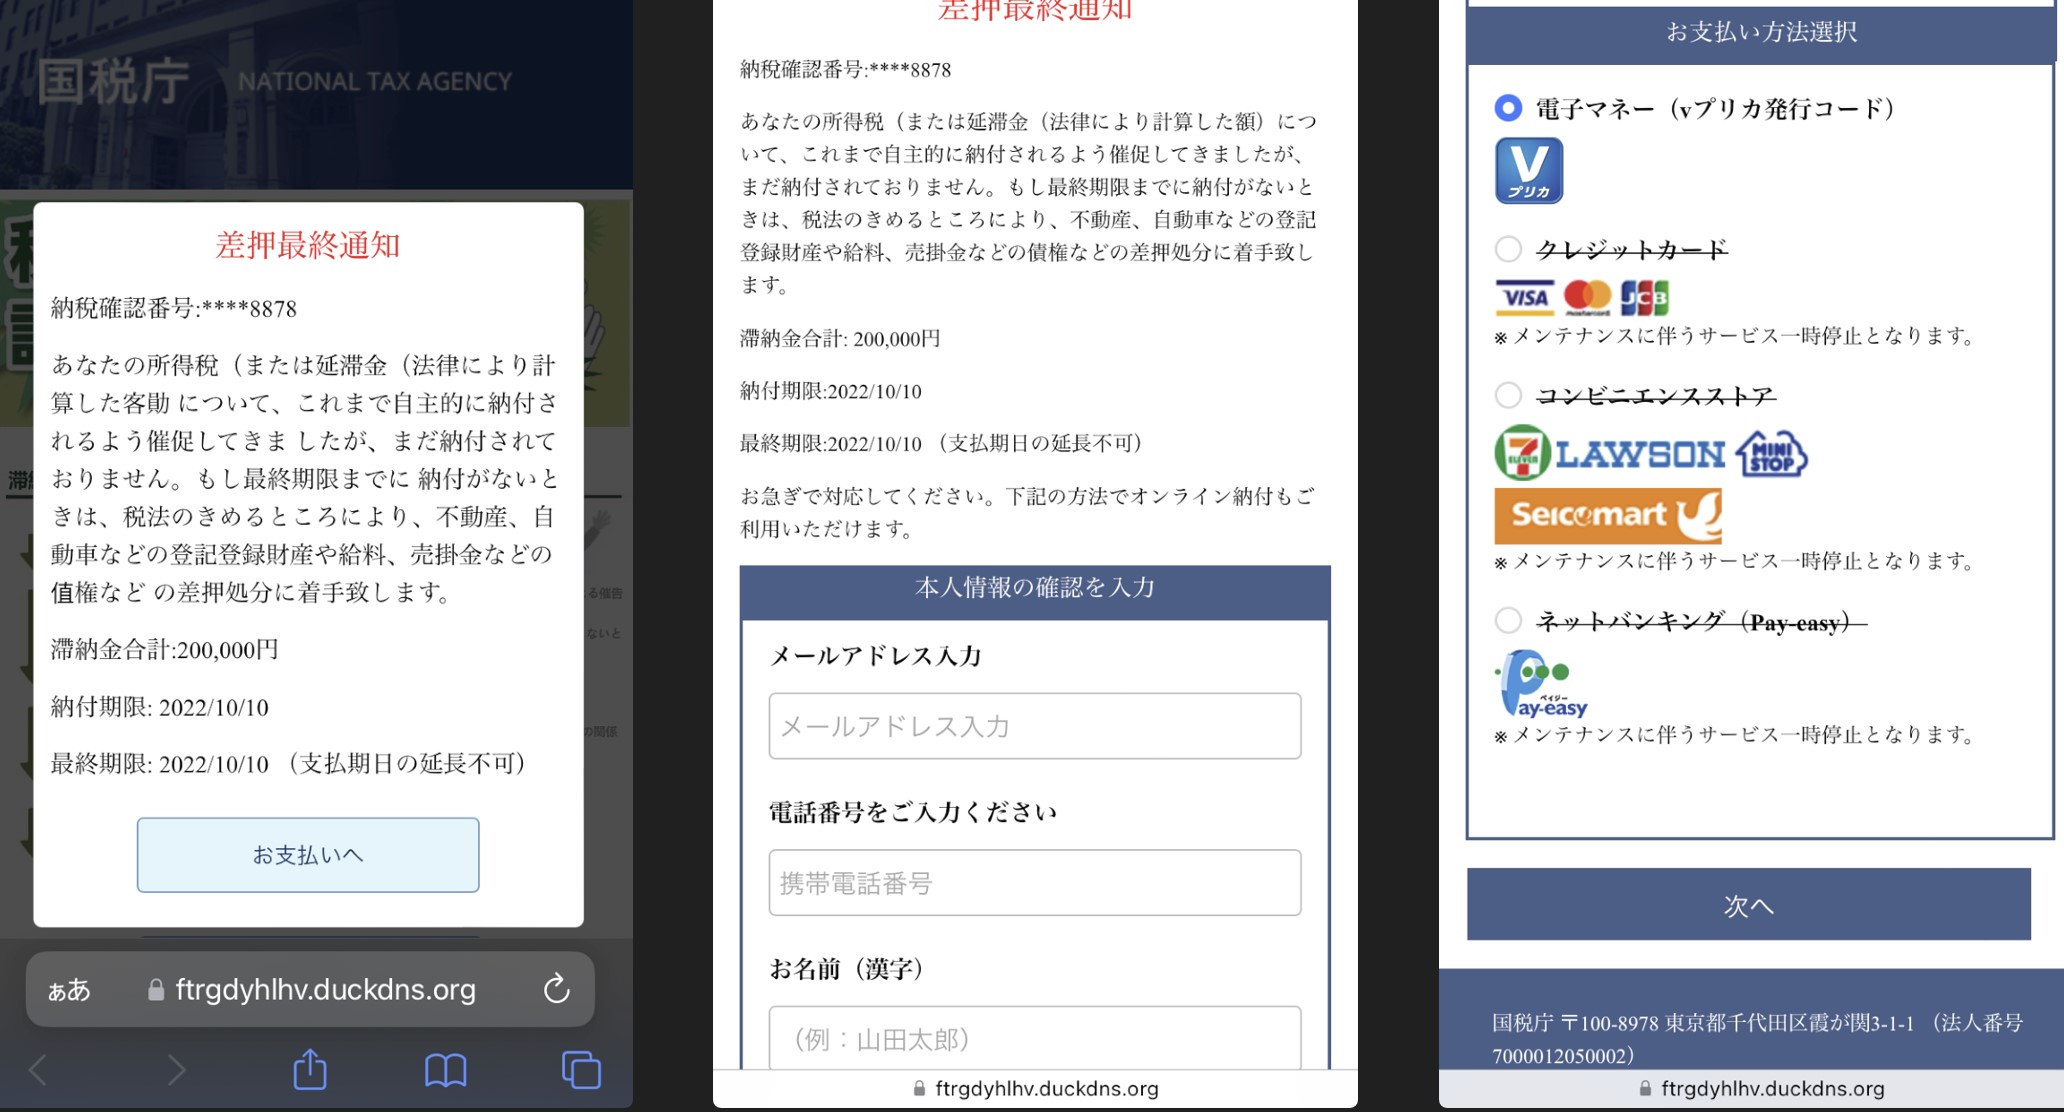 国税庁 NATIONAL TAX AGENCY
差押最終通知
納税確認番号:****8878
あなたの所得税（または延滞金（法律により計
算した客勛 について、これまで自主的に納付さ
れるよう催促してきま したが、まだ納付されて
おりません。もし最終期限までに 納付がないと
きは、税法のきめるところにより、不動産、自
動車などの登記登録財産や給料、売掛金などの
值権など の差押処分に着手致します。
滞納金合計:200,000円
納付期限: 2022/10/10
最終期限: 2022/10/10 （支払期日の延長不可）
お支払いへ
る催告
ないと
の関係
ぁあ ftrgdyhlhv.duckdns.org
差押最終通知
納税確認番号:****8878
あなたの所得税（または延滞金（法律により計算した額）につ
いて、これまで自主的に納付されるよう催促してきましたが、
まだ納付されておりません。もし最終期限までに納付がないと
きは、税法のきめるところにより、不動産、自動車などの登記
登録財産や給料、売掛金などの債権などの差押処分に着手致し
ます。
滞納金合計: 200,000円
納付期限:2022/10/10
最終期限:2022/10/10 （支払期日の延長不可）
お急ぎで対応してください。下記の方法でオンライン納付もご
利用いただけます。
本人情報の確認を入力
メールアドレス入力
メールアドレス入力
電話番号をご入力ください
携帯電話番号
お名前（漢字）
（例：山田太郎）
ftrgdyhlhv.duckdns.org
お支払い方法選択
電子マネー（vプリカ発行コード）
V
プリカ
クレジットカード
VISA mastercard JCB
※メンテナンスに伴うサービス一時停止となります。
コンビニエンスストア
7 ELEVEN LAWSON MINI STOP
Seicomart
※メンテナンスに伴うサービス一時停止となります。
ネットバンキング（Pay-easy）
ペイジー
Pay-easy
※メンテナンスに伴うサービス一時停止となります。
次へ
国税庁 〒100-8978 東京都千代田区霞が関3-1-1 （法人番号
7000012050002）
ftrgdyhlhv.duckdns.org